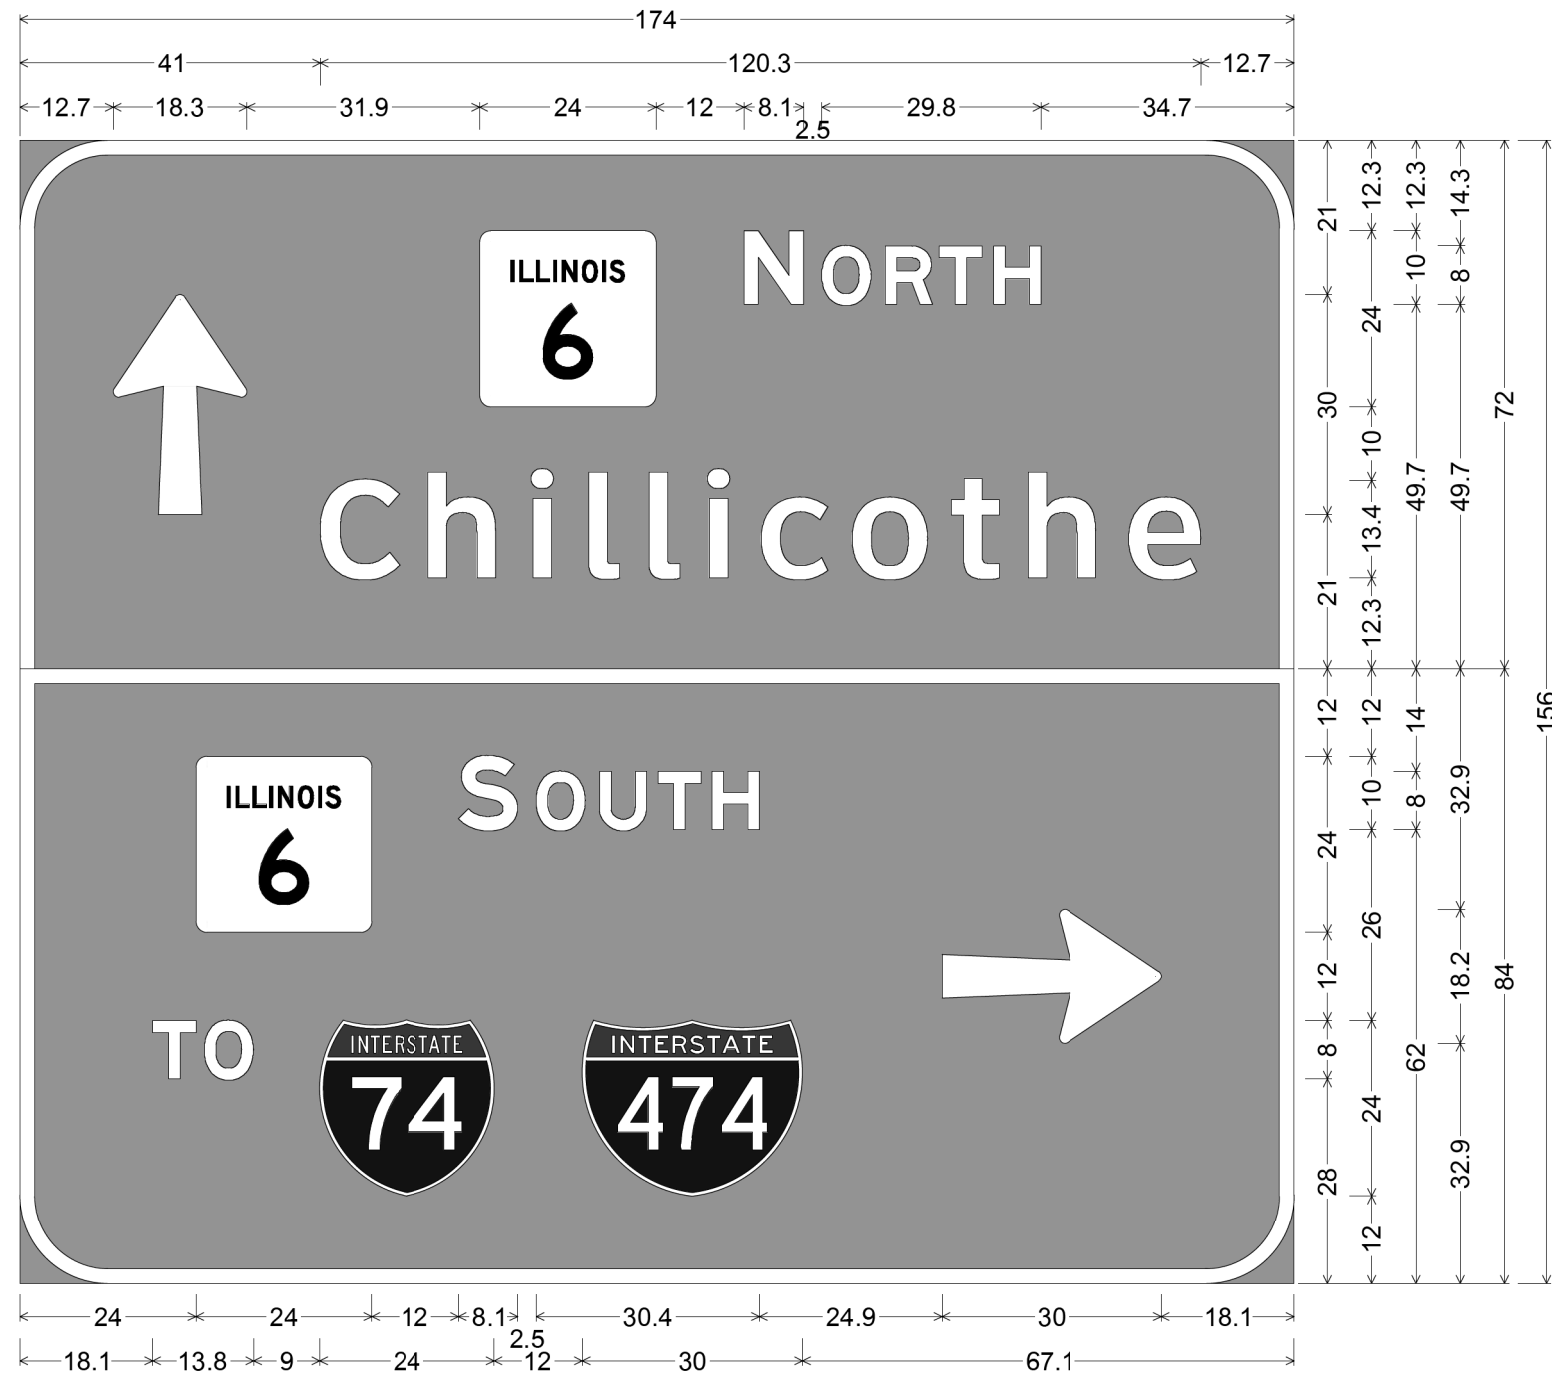 174
41 120.3 12.7
12.7 18.3 31.9 24 12 8.1 2.5 29.8 34.7
ILLINOIS
6
NORTH
Chillicothe
21 30 21
12.3 24 10 13.4 12.3
12.3 10 49.7
14.3 8 49.7
72
156
ILLINOIS
6
SOUTH
TO
INTERSTATE
74
INTERSTATE
474
12 24 12 8 28
12 10 26 24 12
14 8 62
32.9 18.2 32.9
84
24 24 12 8.1 2.5 30.4 24.9 30 18.1
18.1 13.8 9 24 12 30 67.1